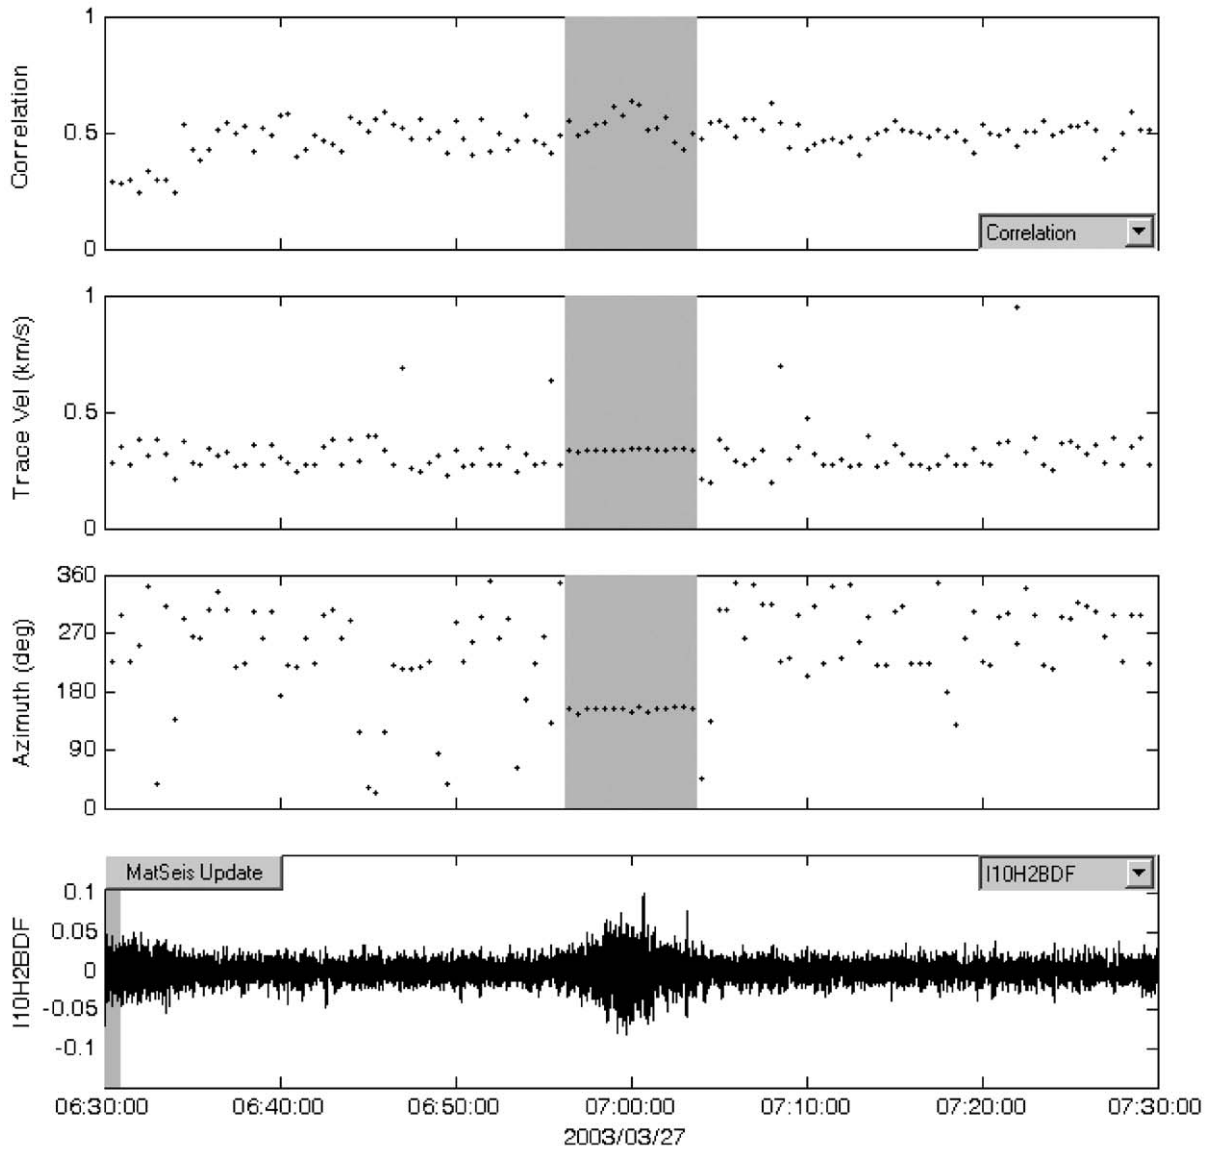 1
Correlation
0.5
0
Correlation
1
Trace Vel (km/s)
0.5
0
360
270
Azimuth (deg)
180
90
0
MatSeis Update
I10H2BDF
0.1
0.05
I10H2BDF
0
-0.05
-0.1
06:30:00 06:40:00 06:50:00 07:00:00 07:10:00 07:20:00 07:30:00
2003/03/27